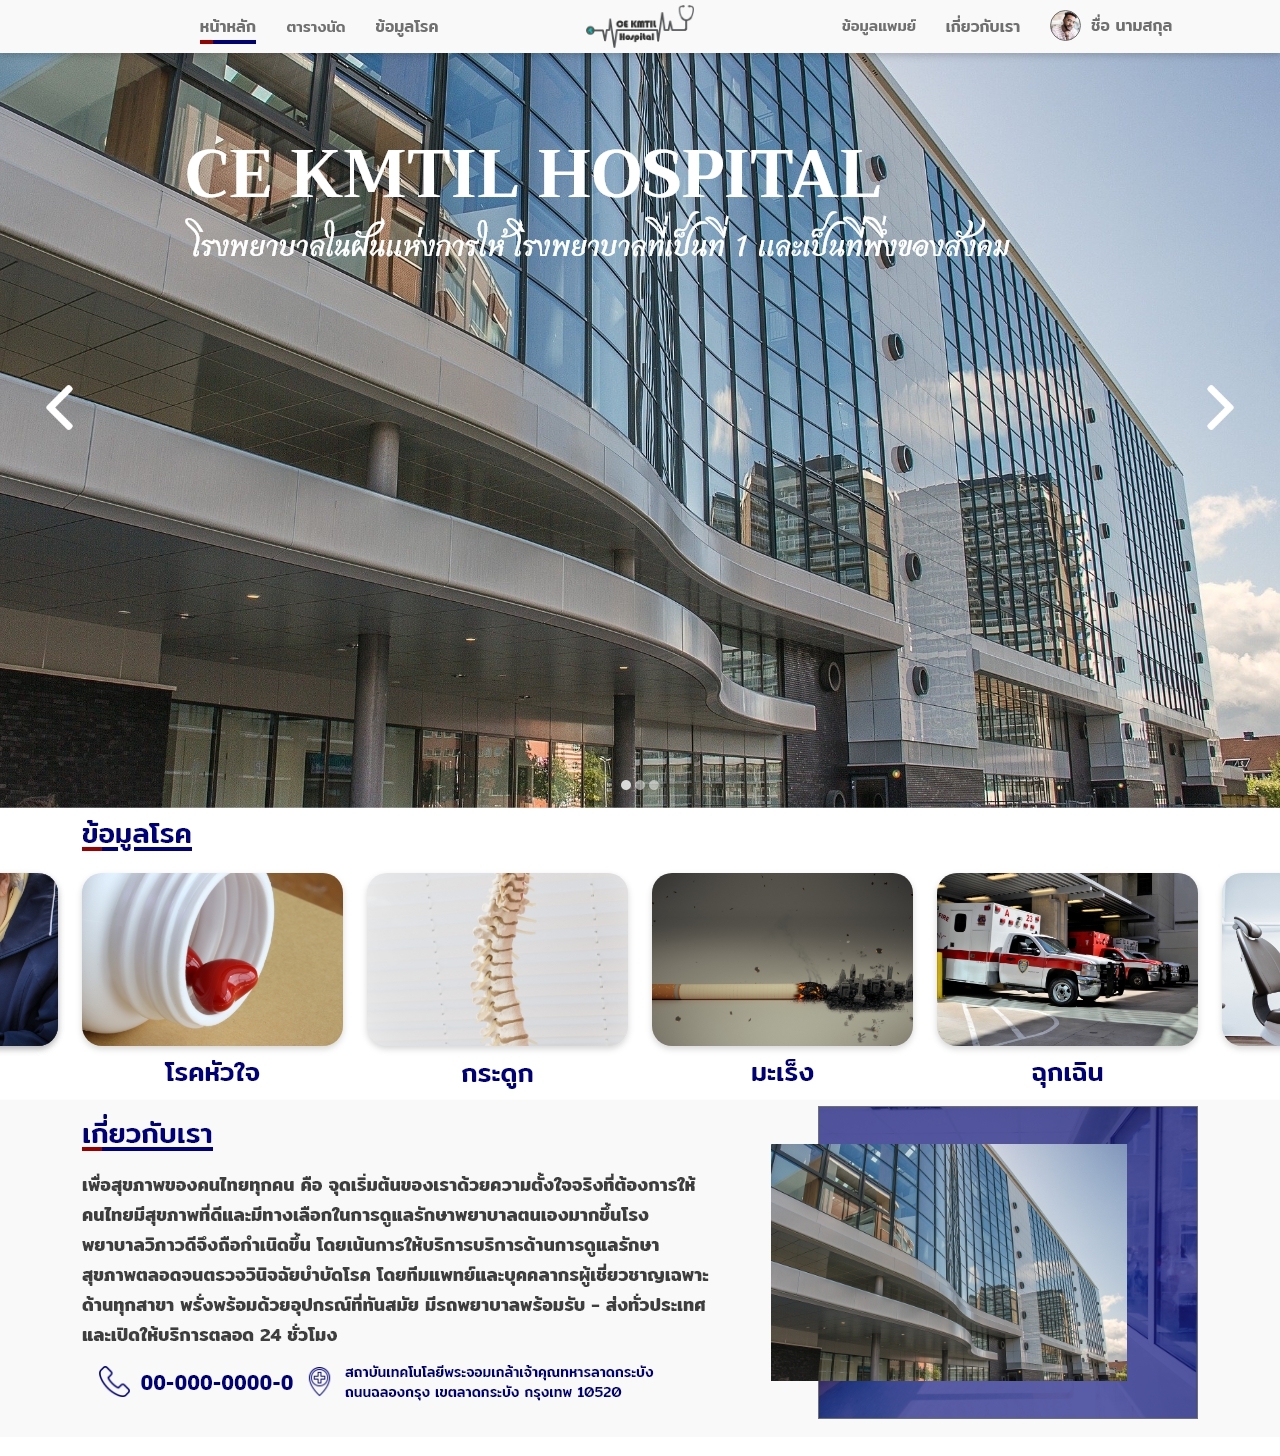 หน้าหลัก ตารางนัด ข้อมูลโรค
CE KMTIL
Hospital
ข้อมูลแพมย์ เกี่ยวกับเรา ชื่อ นามสกุล
CE KMTIL HOSPITAL
โรงพยาบาลในฝันแห่งการให้ โรงพยาบาลที่เป็นที่ 1 และเป็นที่พึ่งของสังคม
ข้อมูลโรค
โรคหัวใจ กระดูก มะเร็ง ฉุกเฉิน
เกี่ยวกับเรา
เพื่อสุขภาพของคนไทยทุกคน คือ จุดเริ่มต้นของเราด้วยความตั้งใจจริงที่ต้องการให้
คนไทยมีสุขภาพที่ดีและมีทางเลือกในการดูแลรักษาพยาบาลตนเองมากขึ้นโรง
พยาบาลวิภาวดีจึงถือกำเนิดขึ้น โดยเน้นการให้บริการบริการด้านการดูแลรักษา
สุขภาพตลอดจนตรวจวินิจฉัยบำบัดโรค โดยทีมแพทย์และบุคคลากรผู้เชี่ยวชาญเฉพาะ
ด้านทุกสาขา พรั่งพร้อมด้วยอุปกรณ์ที่ทันสมัย มีรถพยาบาลพร้อมรับ - ส่งทั่วประเทศ
และเปิดให้บริการตลอด 24 ชั่วโมง
00-000-0000-0
สถาบันเทคโนโลยีพระจอมเกล้าเจ้าคุณทหารลาดกระบัง
ถนนฉลองกรุง เขตลาดกระบัง กรุงเทพ 10520